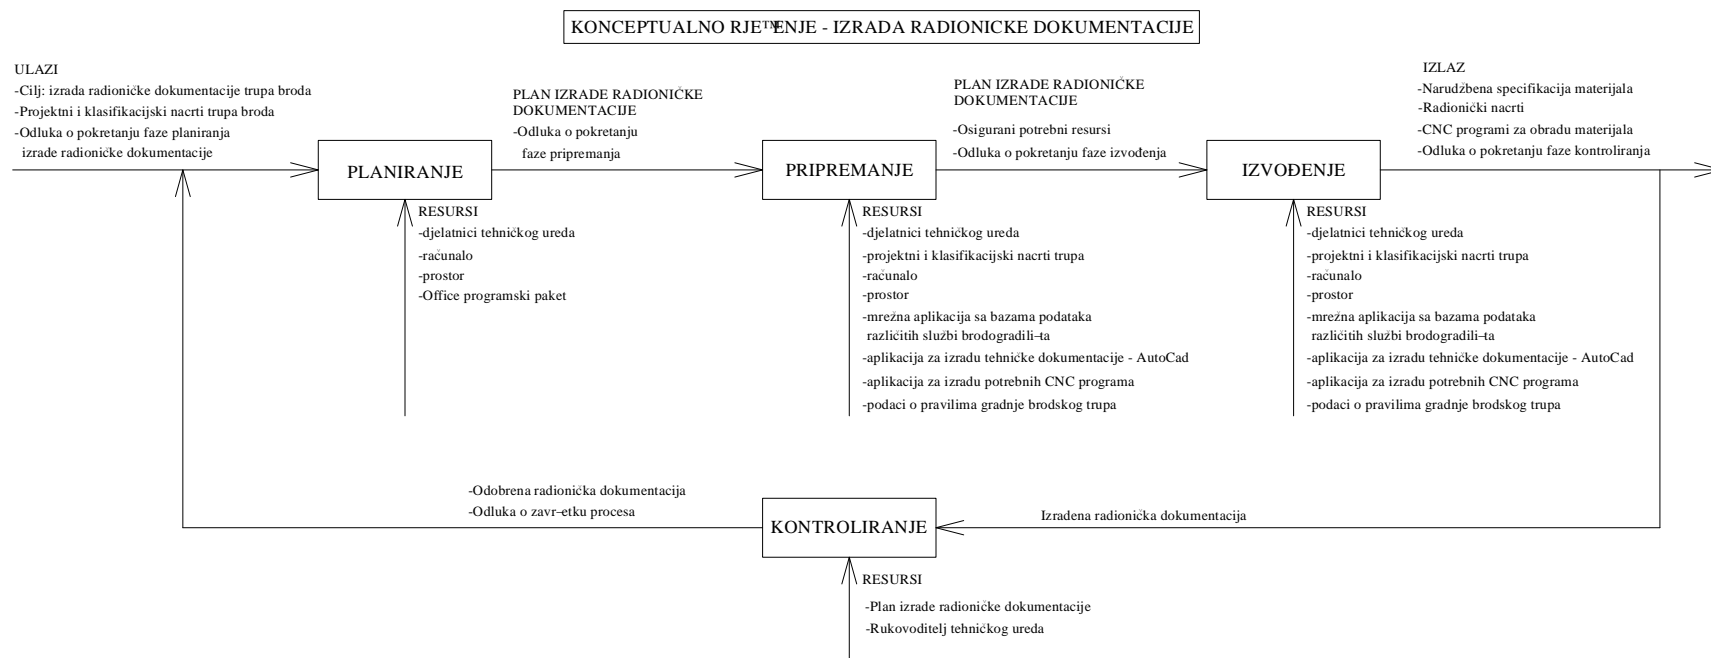 KONCEPTUALNO RJE™ENJE - IZRADA RADIONICKE DOKUMENTACIJE
ULAZI
-Cilj: izrada radioničke dokumentacije trupa broda
-Projektni i klasifikacijski nacrti trupa broda
-Odluka o pokretanju faze planiranja
izrade radioničke dokumentacije
PLAN IZRADE RADIONIČKE
DOKUMENTACIJE
-Odluka o pokretanju
faze pripremanja
PLAN IZRADE RADIONIČKE
DOKUMENTACIJE
-Osigurani potrebni resursi
-Odluka o pokretanju faze izvođenja
IZLAZ
-Narudžbena specifikacija materijala
-Radionički nacrti
-CNC programi za obradu materijala
-Odluka o pokretanju faze kontroliranja
PLANIRANJE
PRIPREMANJE
IZVOĐENJE
RESURSI
-djelatnici tehničkog ureda
-računalo
-prostor
-Office programski paket
RESURSI
-djelatnici tehničkog ureda
-projektni i klasifikacijski nacrti trupa
-računalo
-prostor
-mrežna aplikacija sa bazama podataka
različitih službi brodogradili–ta
-aplikacija za izradu tehničke dokumentacije - AutoCad
-aplikacija za izradu potrebnih CNC programa
-podaci o pravilima gradnje brodskog trupa
RESURSI
-djelatnici tehničkog ureda
-projektni i klasifikacijski nacrti trupa
-računalo
-prostor
-mrežna aplikacija sa bazama podataka
različitih službi brodogradili–ta
-aplikacija za izradu tehničke dokumentacije - AutoCad
-aplikacija za izradu potrebnih CNC programa
-podaci o pravilima gradnje brodskog trupa
-Odobrena radionička dokumentacija
-Odluka o zavr–etku procesa
KONTROLIRANJE
Izrađena radionička dokumentacija
RESURSI
-Plan izrade radioničke dokumentacije
-Rukovoditelj tehničkog ureda